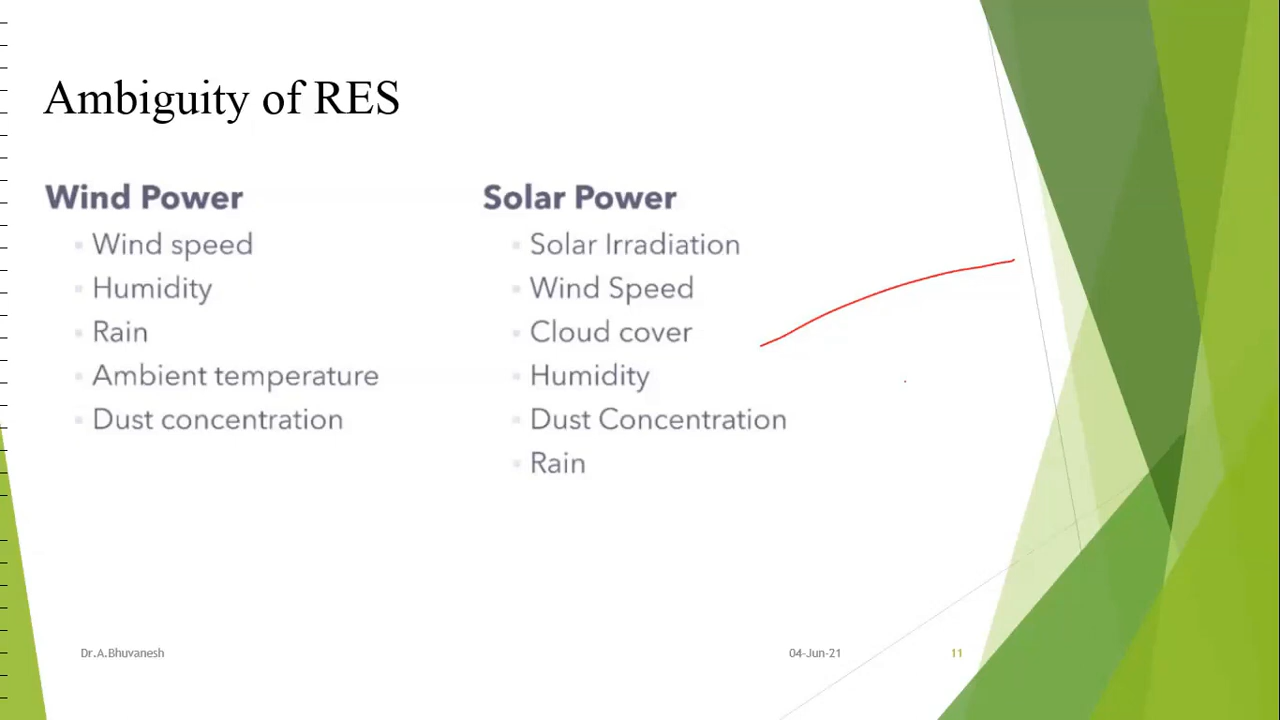 Ambiguity of RES
Wind Power
Wind speed
Humidity
Rain
Ambient temperature
Dust concentration
Solar Power
Solar Irradiation
Wind Speed
Cloud cover
Humidity
Dust Concentration
Rain
Dr.A.Bhuvanesh
04-Jun-21
11